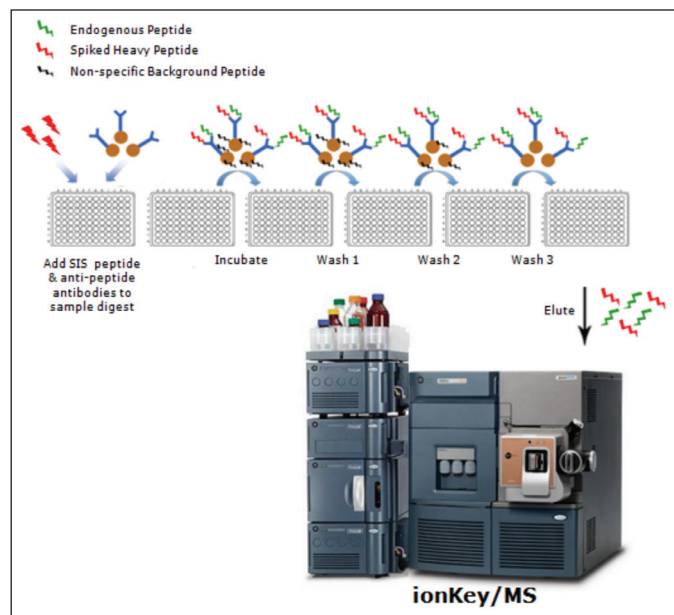 Endogenous Peptide
Spiked Heavy Peptide
Non-specific Background Peptide
Add SIS peptide
& anti-peptide
antibodies to
sample digest
Incubate
Wash 1
Wash 2
Wash 3
Elute
ionKey/MS